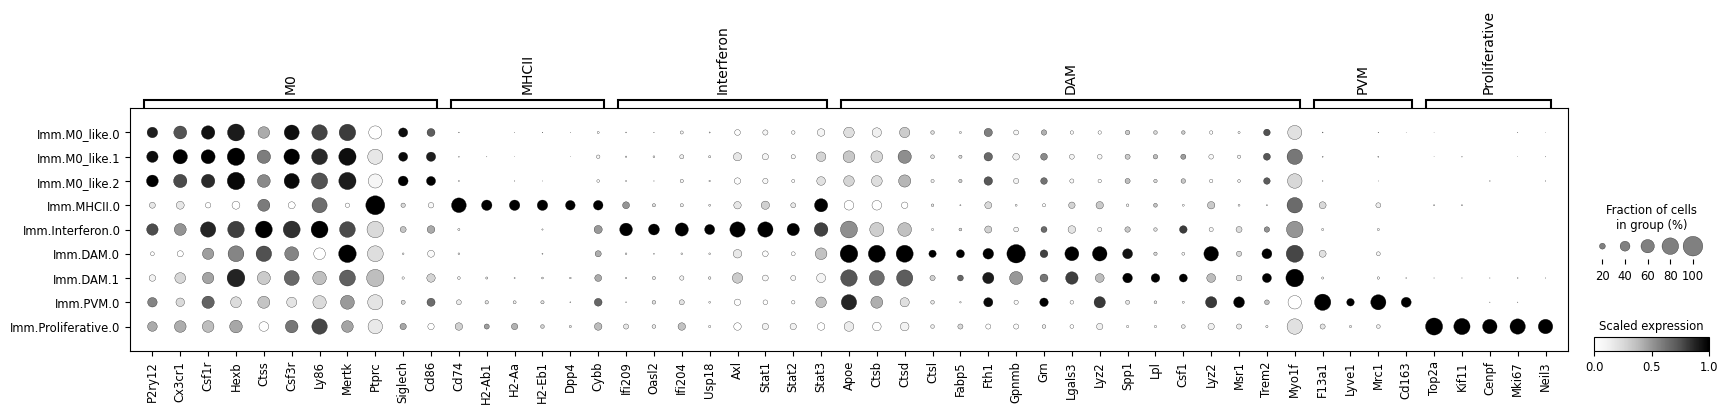 M0
MHCII
Interferon
DAM
PVM
Proliferative
Imm.M0_like.0
Imm.M0_like.1
Imm.M0_like.2
Imm.MHCII.0
Imm.Interferon.0
Imm.DAM.0
Imm.DAM.1
Imm.PVM.0
Imm.Proliferative.0
P2ry12
Cx3cr1
Csf1r
Hexb
Ctss
Csf3r
Ly86
Mertk
Ptprc
Siglech
Cd86
Cd74
H2-Ab1
H2-Aa
H2-Eb1
Dpp4
Cybb
Ifi209
Oasl2
Ifi204
Usp18
Axl
Stat1
Stat2
Stat3
Apoe
Ctsb
Ctsd
Ctsl
Fabp5
Fth1
Gpnmb
Grn
Lgals3
Lyz2
Spp1
Lpl
Csf1
Lyz2
Msr1
Trem2
Myo1f
F13a1
Lyve1
Mrc1
Cd163
Top2a
Kif11
Cenpf
Mki67
Neil3
Fraction of cells
in group (%)
20 40 60 80 100
Scaled expression
0.0 0.5 1.0